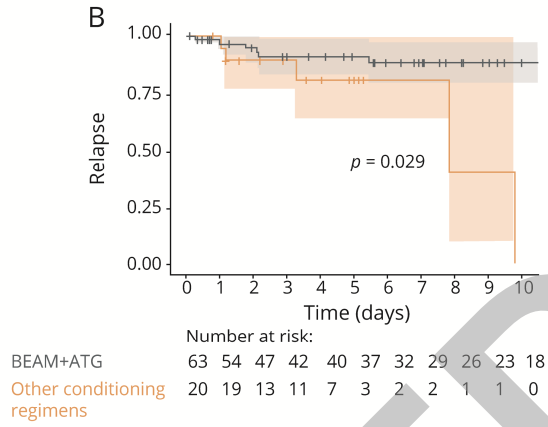 B
1.00
0.75
0.50
0.25
0.00
Relapse
p = 0.029
0 1 2 3 4 5 6 7 8 9 10
Time (days)
Number at risk:
BEAM+ATG 63 54 47 42 40 37 32 29 26 23 18
Other conditioning 20 19 13 11 7 3 2 2 1 1 0
regimens